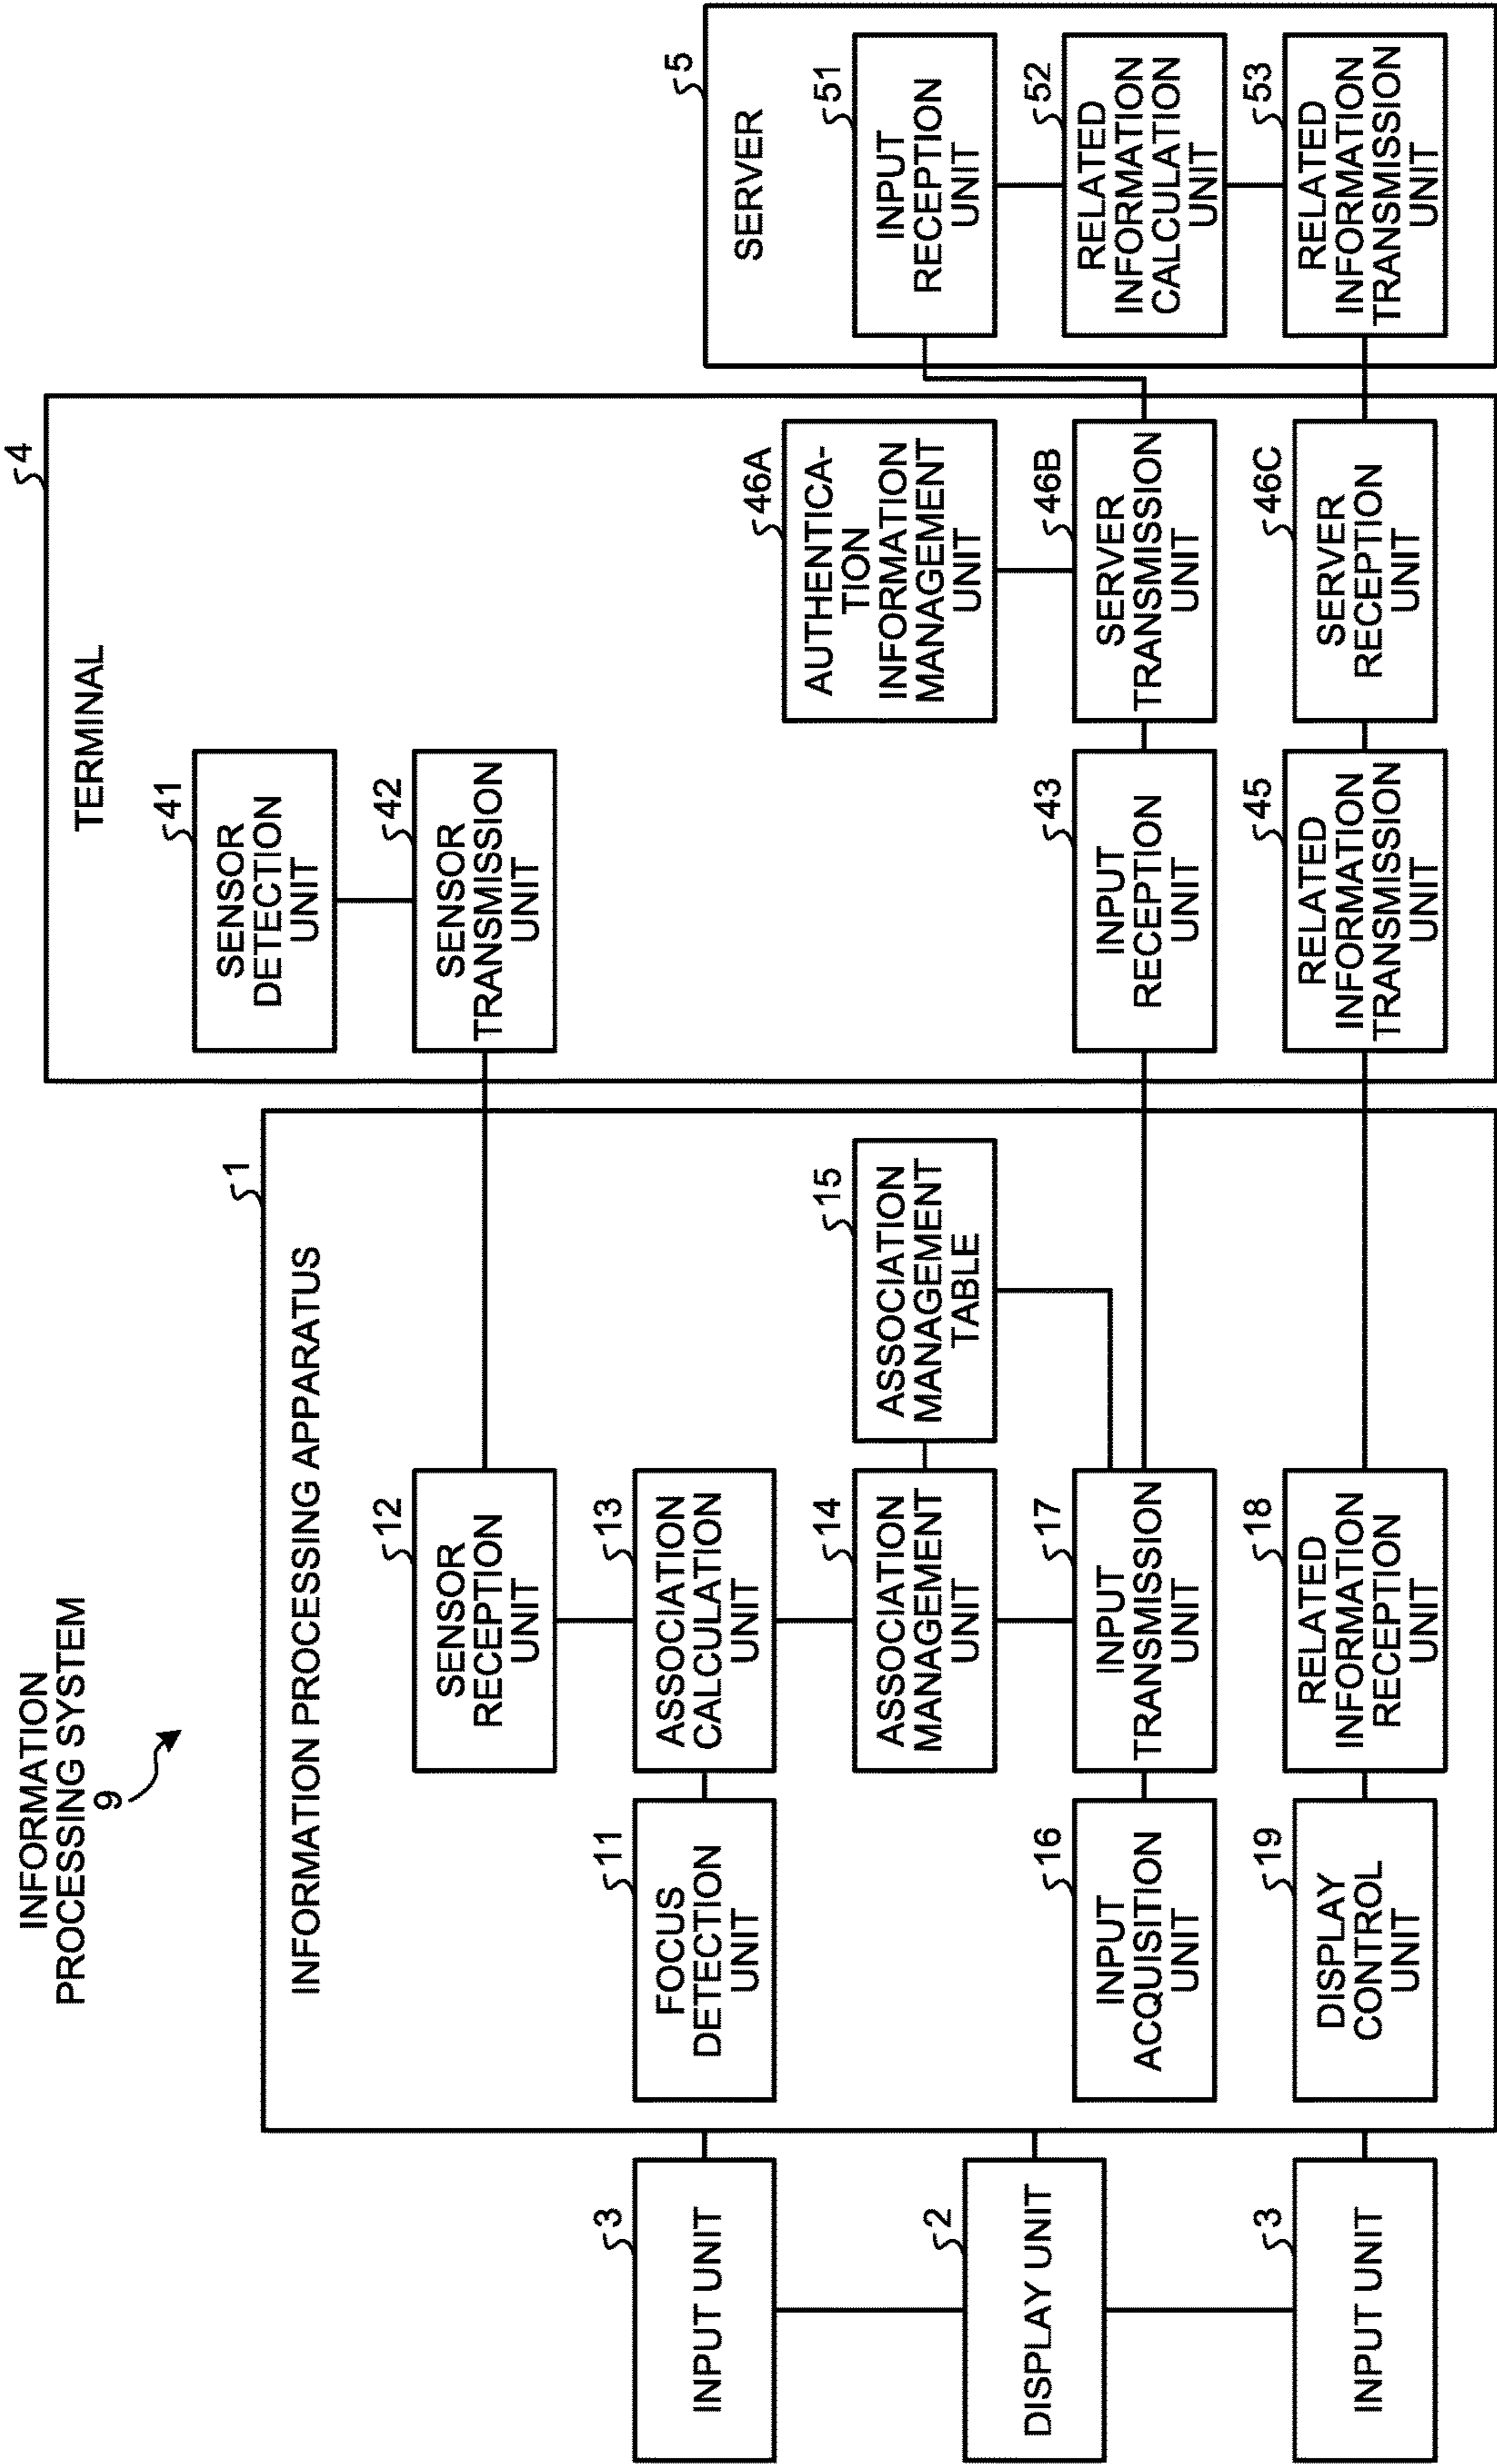 INFORMATION
PROCESSING SYSTEM
9
3
INPUT UNIT
2
DISPLAY UNIT
3
INPUT UNIT
1
INFORMATION PROCESSING APPARATUS
11
FOCUS
DETECTION
UNIT
12
SENSOR
RECEPTION
UNIT
13
ASSOCIATION
CALCULATION
UNIT
14
ASSOCIATION
MANAGEMENT
UNIT
15
ASSOCIATION
MANAGEMENT
TABLE
16
INPUT
ACQUISITION
UNIT
17
INPUT
TRANSMISSION
UNIT
18
RELATED
INFORMATION
RECEPTION
UNIT
19
DISPLAY
CONTROL
UNIT
4
TERMINAL
41
SENSOR
DETECTION
UNIT
42
SENSOR
TRANSMISSION
UNIT
43
INPUT
RECEPTION
UNIT
45
RELATED
INFORMATION
TRANSMISSION
UNIT
46A
AUTHENTICA-
TION
INFORMATION
MANAGEMENT
UNIT
46B
SERVER
TRANSMISSION
UNIT
46C
SERVER
RECEPTION
UNIT
5
SERVER
51
INPUT
RECEPTION
UNIT
52
RELATED
INFORMATION
CALCULATION
UNIT
53
RELATED
INFORMATION
TRANSMISSION
UNIT